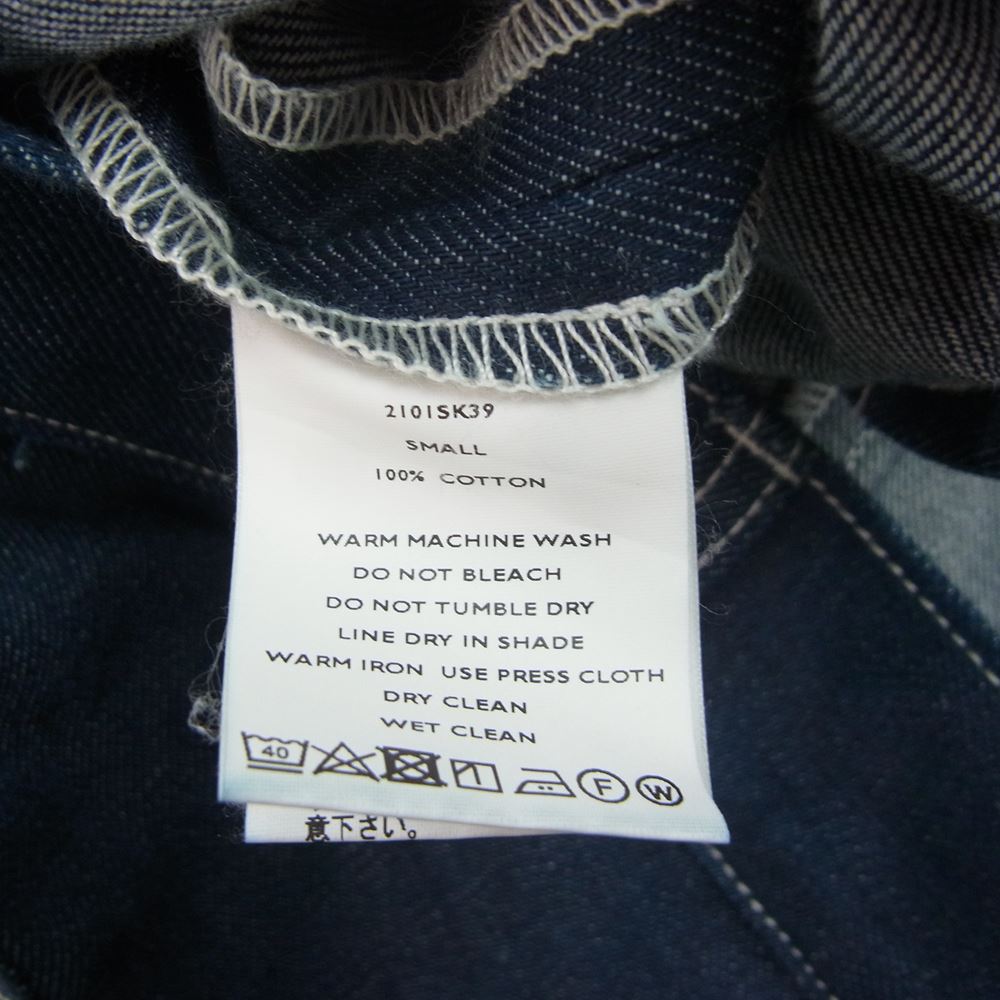 2101SK39
SMALL
100% COTTON
WARM MACHINE WASH
DO NOT BLEACH
DO NOT TUMBLE DRY
LINE DRY IN SHADE
WARM IRON USE PRESS CLOTH
DRY CLEAN
WET CLEAN
40 F W
意下さい。